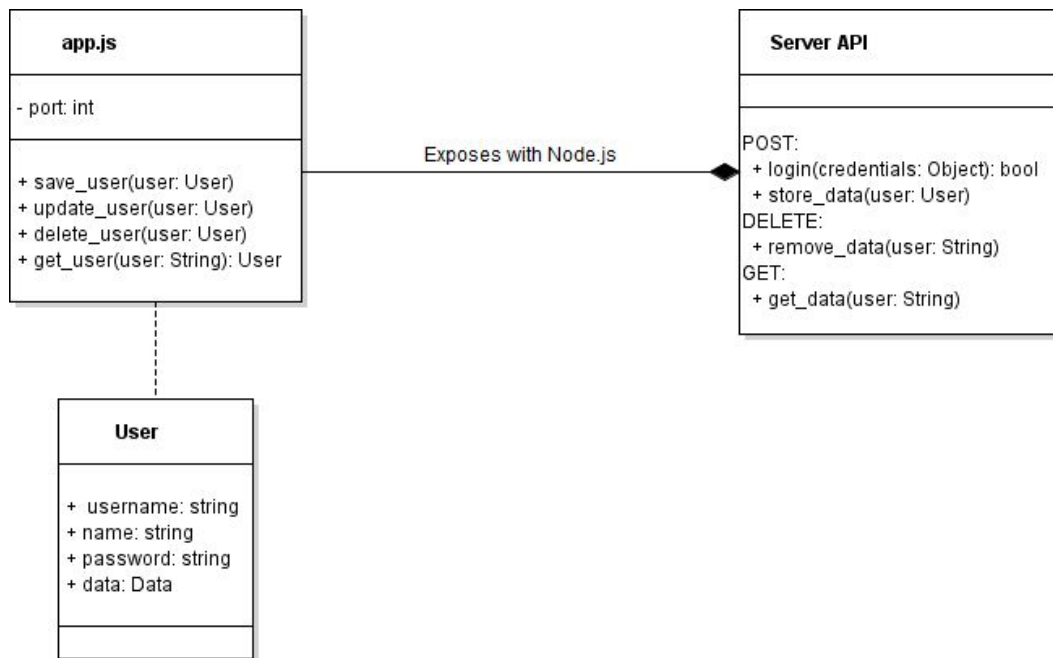 app.js
- port: int
+ save_user(user: User)
+ update_user(user: User)
+ delete_user(user: User)
+ get_user(user: String): User
Exposes with Node.js
Server API
POST:
+ login(credentials: Object): bool
+ store_data(user: User)
DELETE:
+ remove_data(user: String)
GET:
+ get_data(user: String)
User
+ username: string
+ name: string
+ password: string
+ data: Data